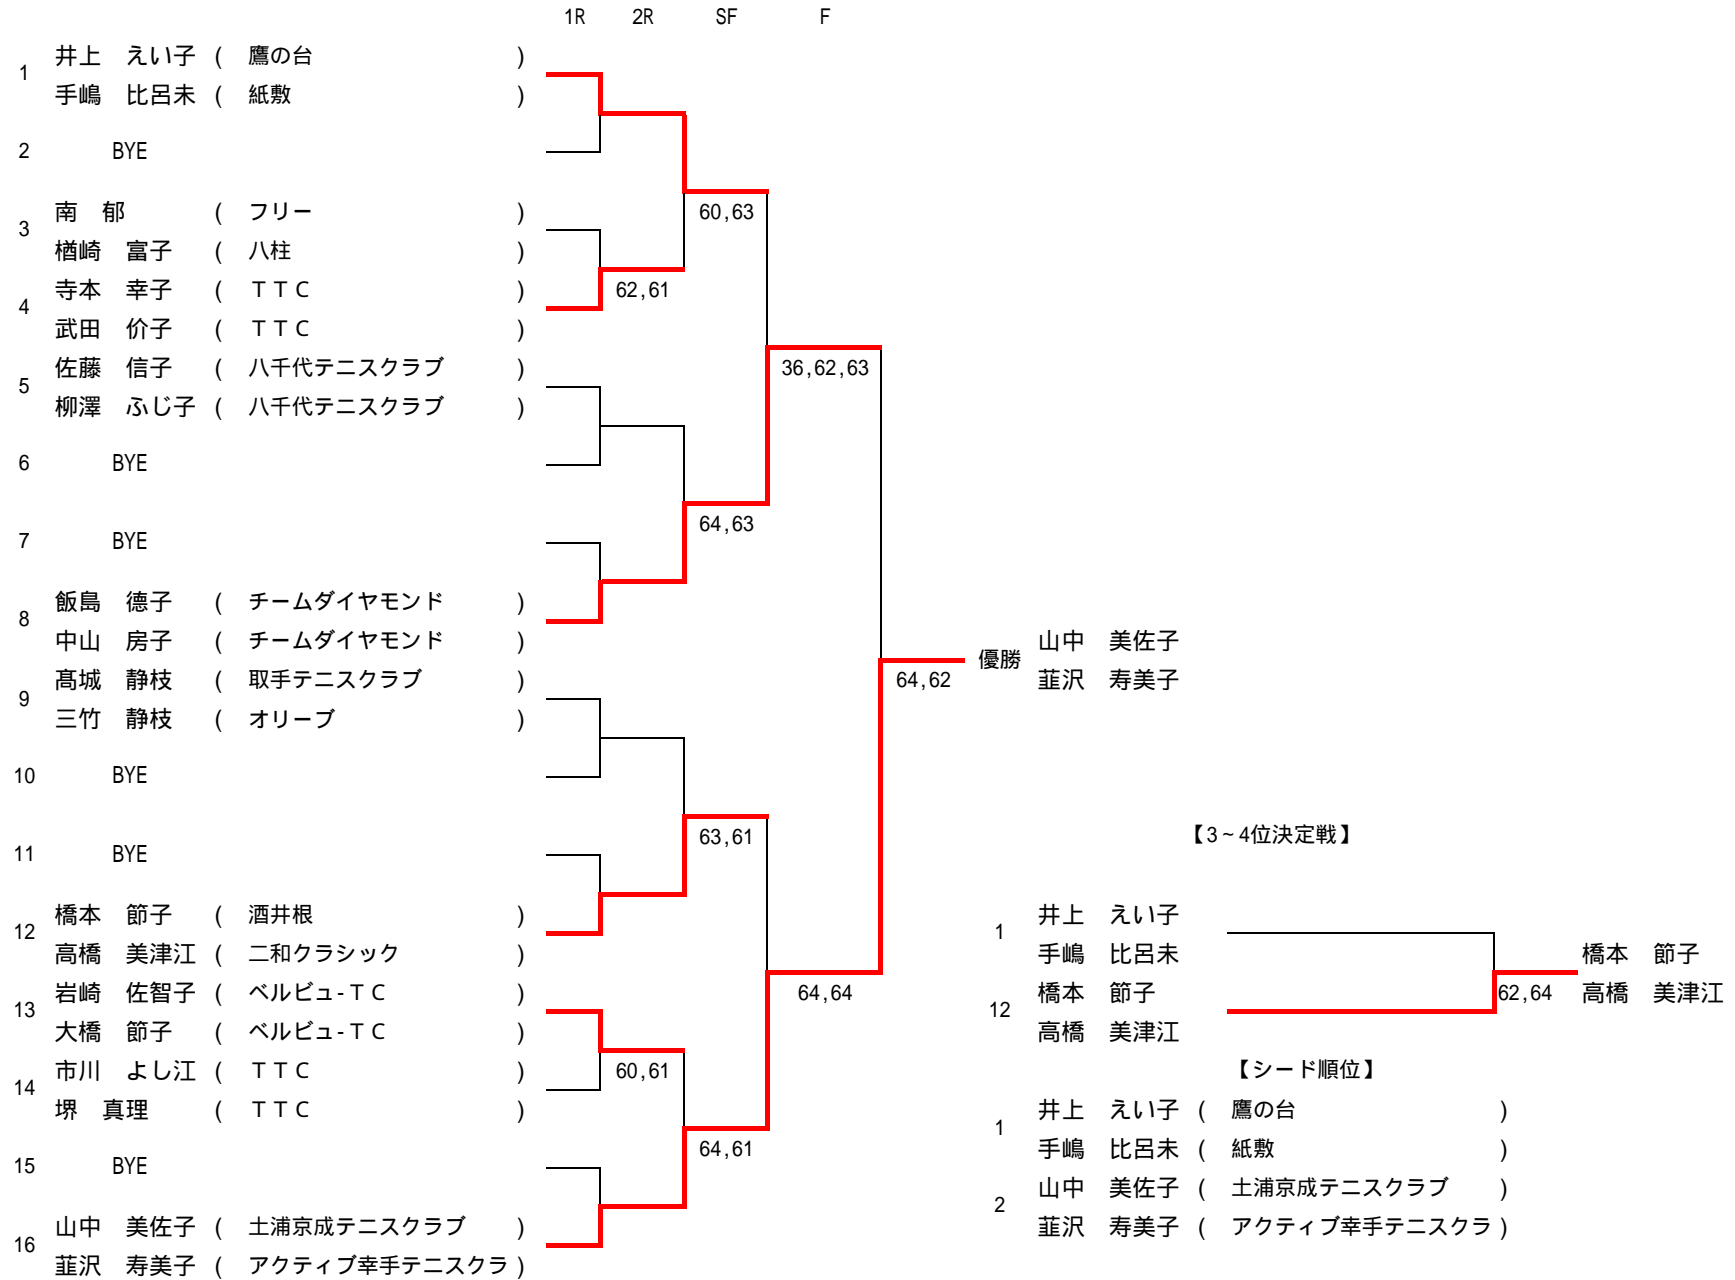 1R 2R SF F
1 井上 えい子 ( 鷹の台 )
手嶋 比呂未 ( 紙敷 )
2 BYE
3 南 郁 ( フリー )
楢崎 富子 ( 八柱 )
60,63
4 寺本 幸子 ( TTC )
武田 价子 ( TTC )
62,61
5 佐藤 信子 ( 八千代テニスクラブ )
柳澤 ふじ子 ( 八千代テニスクラブ )
36,62,63
6 BYE
64,63
7 BYE
8 飯島 德子 ( チームダイヤモンド )
中山 房子 ( チームダイヤモンド )
9 髙城 静枝 ( 取手テニスクラブ )
三竹 静枝 ( オリーブ )
64,62
優勝 山中 美佐子
韮沢 寿美子
10 BYE
63,61
11 BYE
12 橋本 節子 ( 酒井根 )
高橋 美津江 ( 二和クラシック )
13 岩崎 佐智子 ( ベルビュ-TC )
大橋 節子 ( ベルビュ-TC )
64,64
14 市川 よし江 ( TTC )
堺 真理 ( TTC )
60,61
15 BYE
64,61
16 山中 美佐子 ( 土浦京成テニスクラブ )
韮沢 寿美子 ( アクティブ幸手テニスクラ )
【3~4位決定戦】
1 井上 えい子
手嶋 比呂未
12 橋本 節子
高橋 美津江
62,64
橋本 節子
高橋 美津江
【シード順位】
1 井上 えい子 ( 鷹の台 )
手嶋 比呂未 ( 紙敷 )
2 山中 美佐子 ( 土浦京成テニスクラブ )
韮沢 寿美子 ( アクティブ幸手テニスクラ )